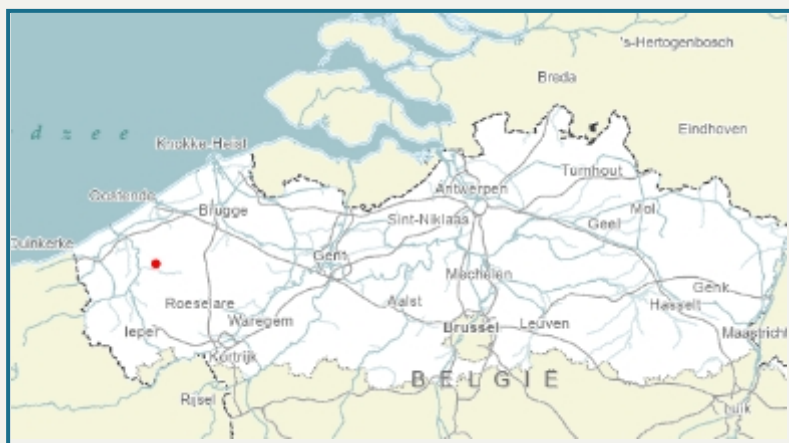 's-Hertogenbosch
Breda
dzee
Eindhoven
Knokke-Heist
Turnhout
Antwerpen
Oostende
Brugge
Sint-Niklaas
Geel
Mol
Duinkerke
Gent
Mechelen
Genk
Roeselare
Aalst
Hasselt
Ieper
Waregem
Brussel
Leuven
Maastricht
Kortrijk
BELGIË
Rijsel
Luik